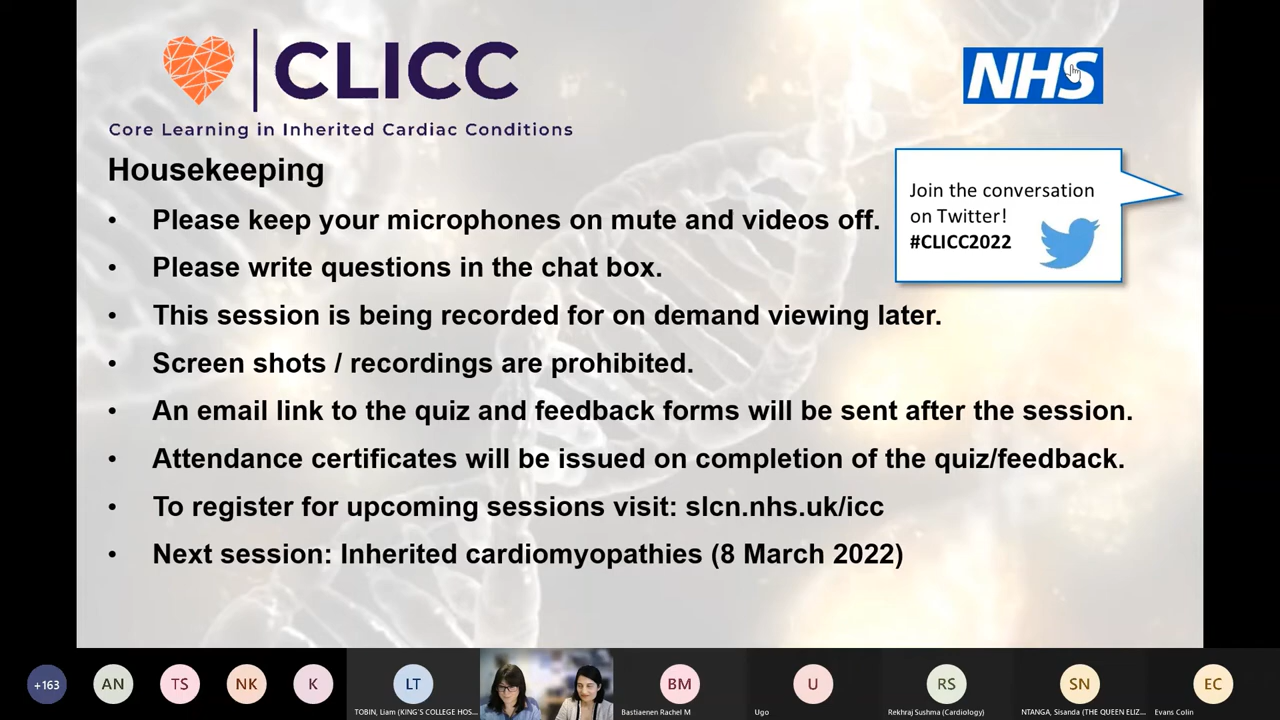 CLICC
NHS
Core Learning in Inherited Cardiac Conditions
Housekeeping
Join the conversation
on Twitter!
#CLICC2022
• Please keep your microphones on mute and videos off.
• Please write questions in the chat box.
• This session is being recorded for on demand viewing later.
• Screen shots / recordings are prohibited.
• An email link to the quiz and feedback forms will be sent after the session.
• Attendance certificates will be issued on completion of the quiz/feedback.
• To register for upcoming sessions visit: slcn.nhs.uk/icc
• Next session: Inherited cardiomyopathies (8 March 2022)
+163 AN TS NK K LT BM U RS SN EC
TOBIN, Liam (KING'S COLLEGE HOS... Bastiaenen Rachel M Ugo Rekhraj Sushma (Cardiology) NTANGA, Sisanda (THE QUEEN ELIZ... Evans Colin